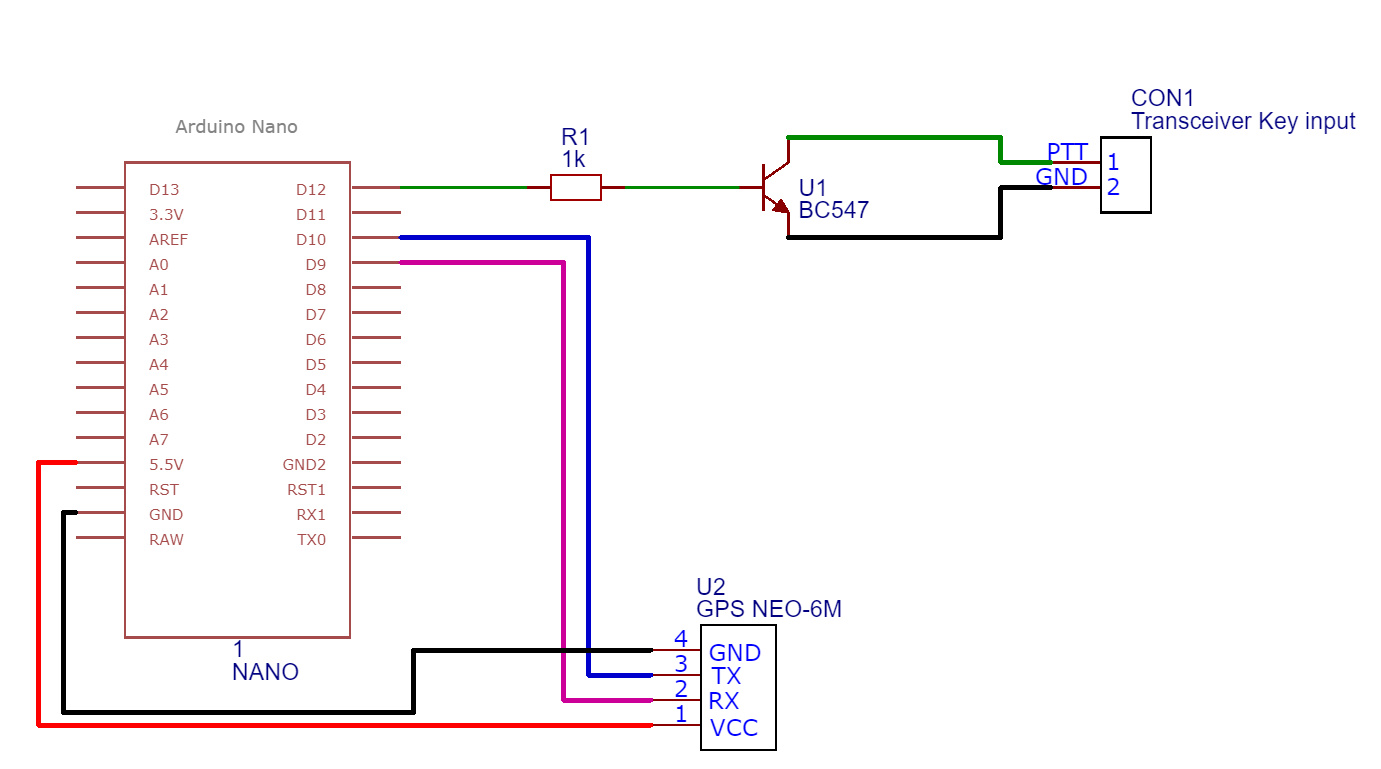 CON1
Transceiver Key input
Arduino Nano
R1
1k
PTT
1
GND
2
U1
BC547
D13
D12
3.3V
D11
AREF
D10
A0
D9
A1
D8
A2
D7
A3
D6
A4
D5
A5
D4
A6
D3
A7
D2
5.5V
GND2
RST
RST1
GND
RX1
RAW
TX0
1
NANO
U2
GPS NEO-6M
4
GND
3
TX
2
RX
1
VCC